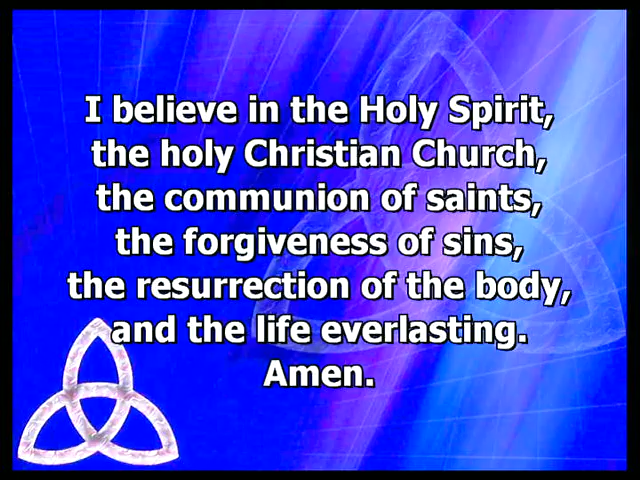 I believe in the Holy Spirit,
the holy Christian Church,
the communion of saints,
the forgiveness of sins,
the resurrection of the body,
and the life everlasting.
Amen.